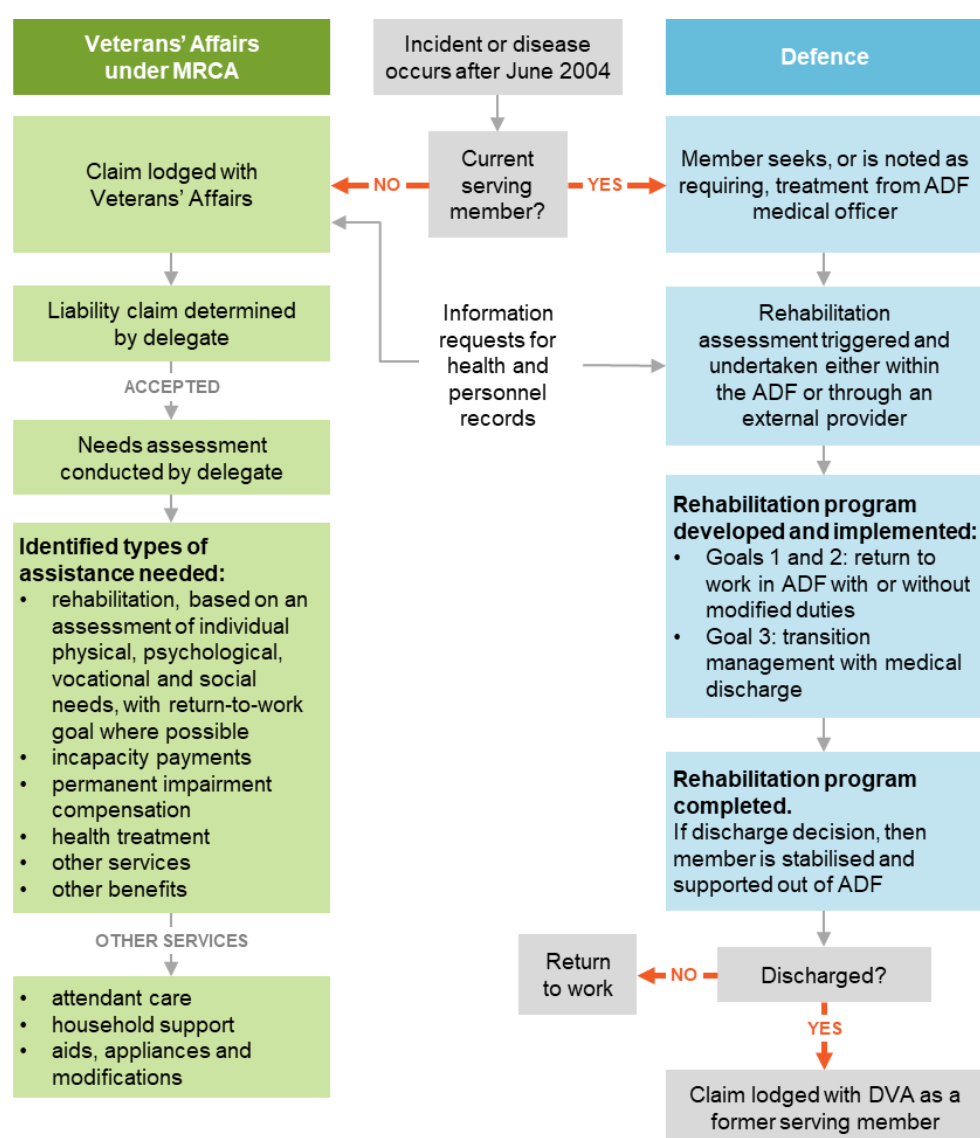 Veterans’ Affairs
under MRCA
Incident or disease
occurs after June 2004
Defence
Claim lodged with
Veterans’ Affairs
NO
Current
serving
member?
YES
Member seeks, or is noted as
requiring, treatment from ADF
medical officer
Liability claim determined
by delegate
Information
requests for
health and
personnel
records
Rehabilitation
assessment triggered and
undertaken either within
the ADF or through an
external provider
ACCEPTED
Needs assessment
conducted by delegate
Identified types of
assistance needed:
• rehabilitation, based on an
assessment of individual
physical, psychological,
vocational and social
needs, with return-to-work
goal where possible
• incapacity payments
• permanent impairment
compensation
• health treatment
• other services
• other benefits
Rehabilitation program
developed and implemented:
• Goals 1 and 2: return to
work in ADF with or without
modified duties
• Goal 3: transition
management with medical
discharge
Rehabilitation program
completed.
If discharge decision, then
member is stabilised and
supported out of ADF
OTHER SERVICES
• attendant care
• household support
• aids, appliances and
modifications
Return
to work
NO
Discharged?
YES
Claim lodged with DVA as a
former serving member